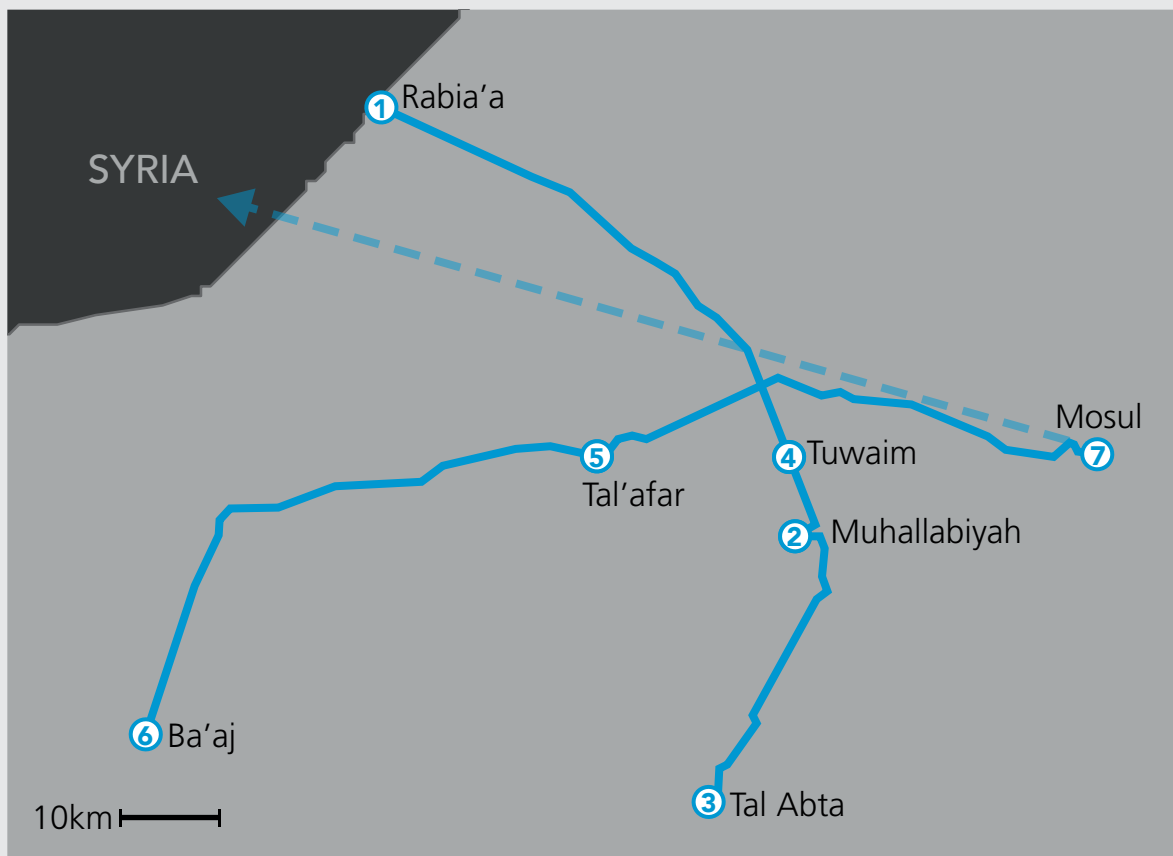 1 Rabia’a
SYRIA
Mosul
7
4 Tuwaim
5
Tal’afar
2 Muhallabiyah
6 Ba’aj
3 Tal Abta
10km